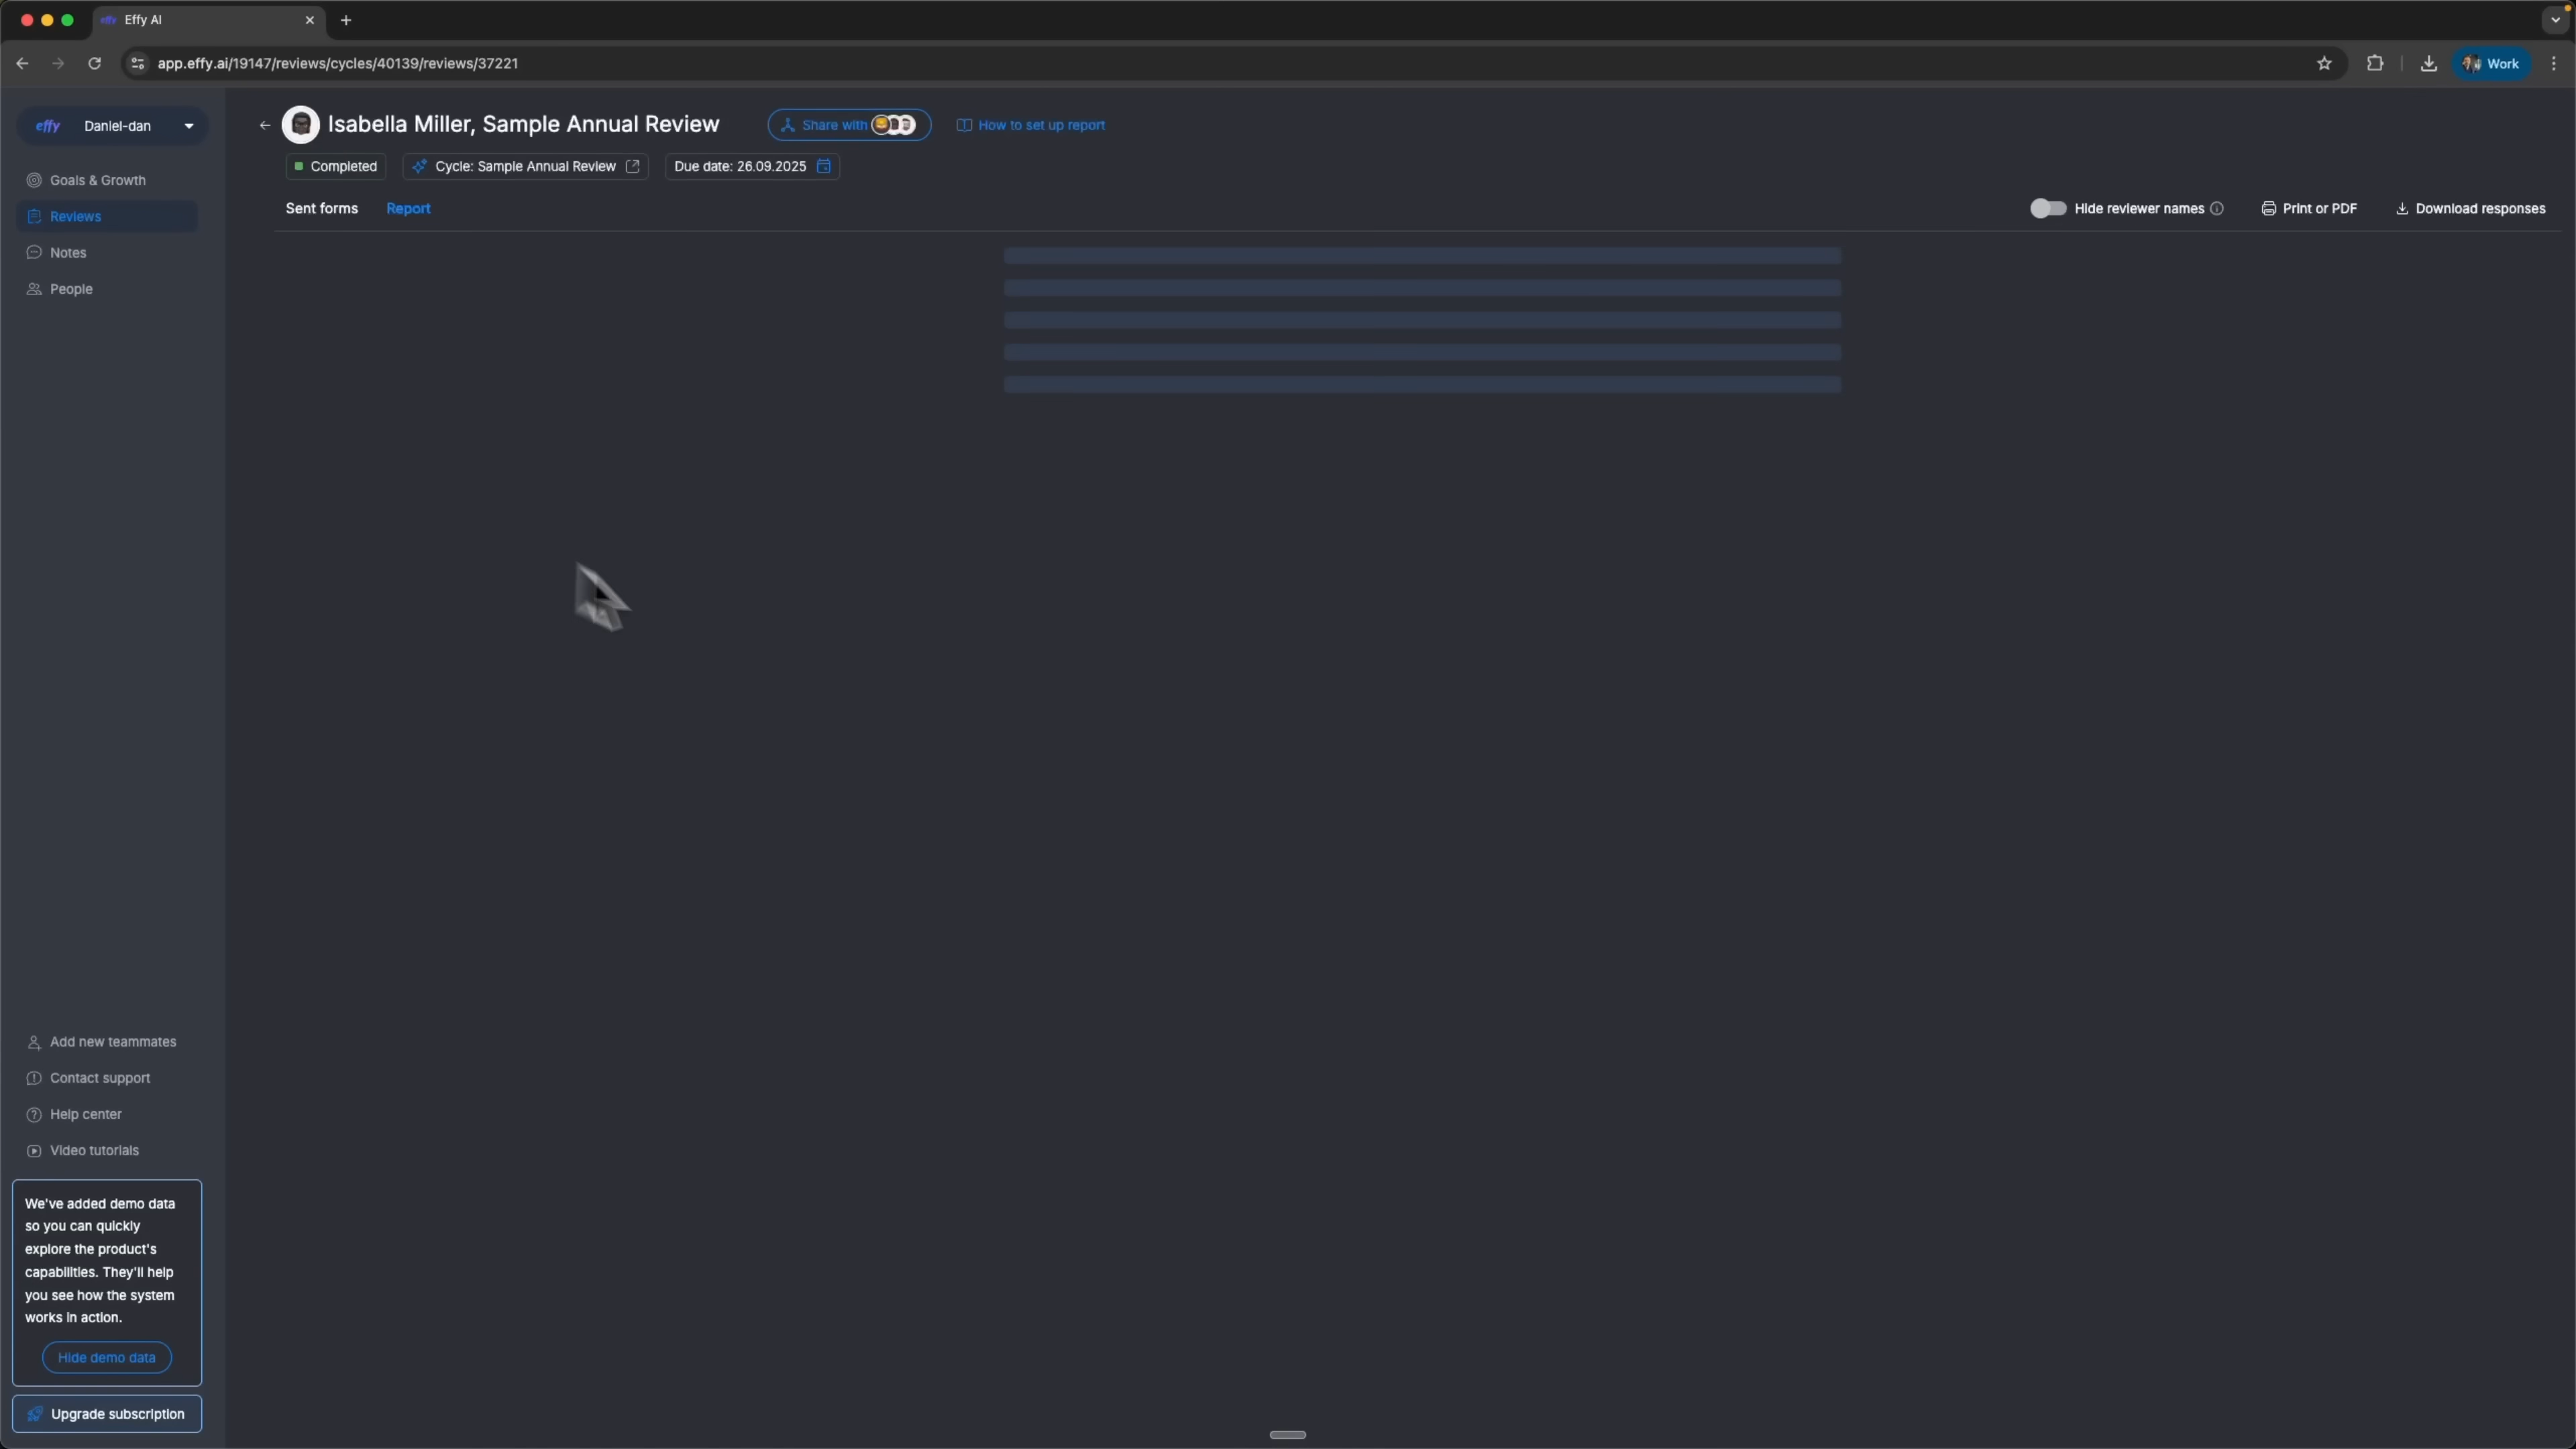 effy Effy AI
app.effy.ai/19147/reviews/cycles/40139/reviews/37221
Work
effy Daniel-dan
Goals & Growth
Reviews
Notes
People
Isabella Miller, Sample Annual Review
Share with
How to set up report
Completed
Cycle: Sample Annual Review
Due date: 26.09.2025
Sent forms
Report
Hide reviewer names
Print or PDF
Download responses
Add new teammates
Contact support
Help center
Video tutorials
We've added demo data
so you can quickly
explore the product's
capabilities. They'll help
you see how the system
works in action.
Hide demo data
Upgrade subscription